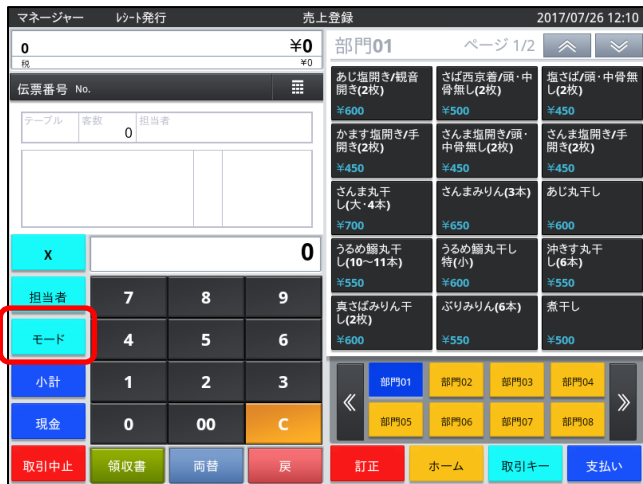 マネージャー レシート発行 売上登録 2017/07/26 12:10
0 ¥0
税 ¥0
伝票番号 No.
テーブル 客数 0 担当者
X 0
担当者 7 8 9
モード 4 5 6
小計 1 2 3
現金 0 00 C
取引中止 領収書 両替 戻
部門01 ページ 1/2
あじ塩開き/観音
開き(2枚)
¥600
さば西京着/頭・中
骨無し(2枚)
¥500
塩さば/頭・中骨無
し(2枚)
¥450
かます塩開き/手
開き(2枚)
¥450
さんま塩開き/頭・
中骨無し(2枚)
¥450
さんま塩開き/手
開き(2枚)
¥450
さんま丸干
し(大・4本)
¥700
さんまみりん(3本)
¥650
あじ丸干し
¥600
うるめ鰯丸干
し(10～11本)
¥550
うるめ鰯丸干し
特(小)
¥600
沖きす丸干
し(6本)
¥550
真さばみりん干
し(2枚)
¥600
ぶりみりん(6本)
¥550
煮干し
¥500
部門01 部門02 部門03 部門04
部門05 部門06 部門07 部門08
訂正 ホーム 取引キー 支払い